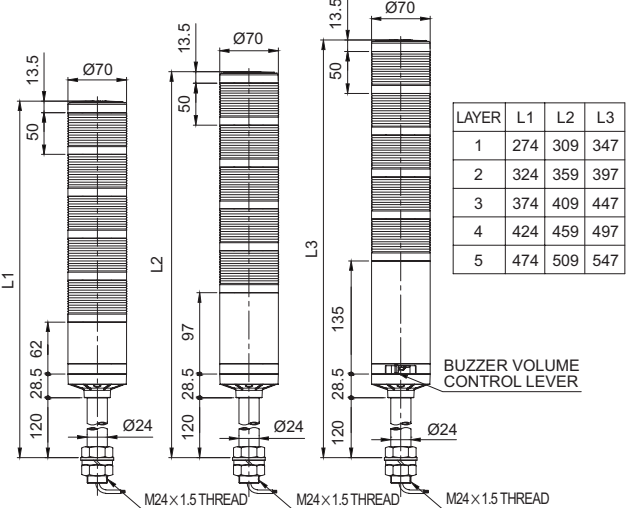 13.5
Ø70
50
L1
62
28.5
120
Ø24
M24×1.5 THREAD
13.5
Ø70
50
L2
97
28.5
120
Ø24
M24×1.5 THREAD
13.5
Ø70
50
L3
135
28.5
120
Ø24
M24×1.5 THREAD
BUZZER VOLUME
CONTROL LEVER
LAYER L1 L2 L3
1 274 309 347
2 324 359 397
3 374 409 447
4 424 459 497
5 474 509 547